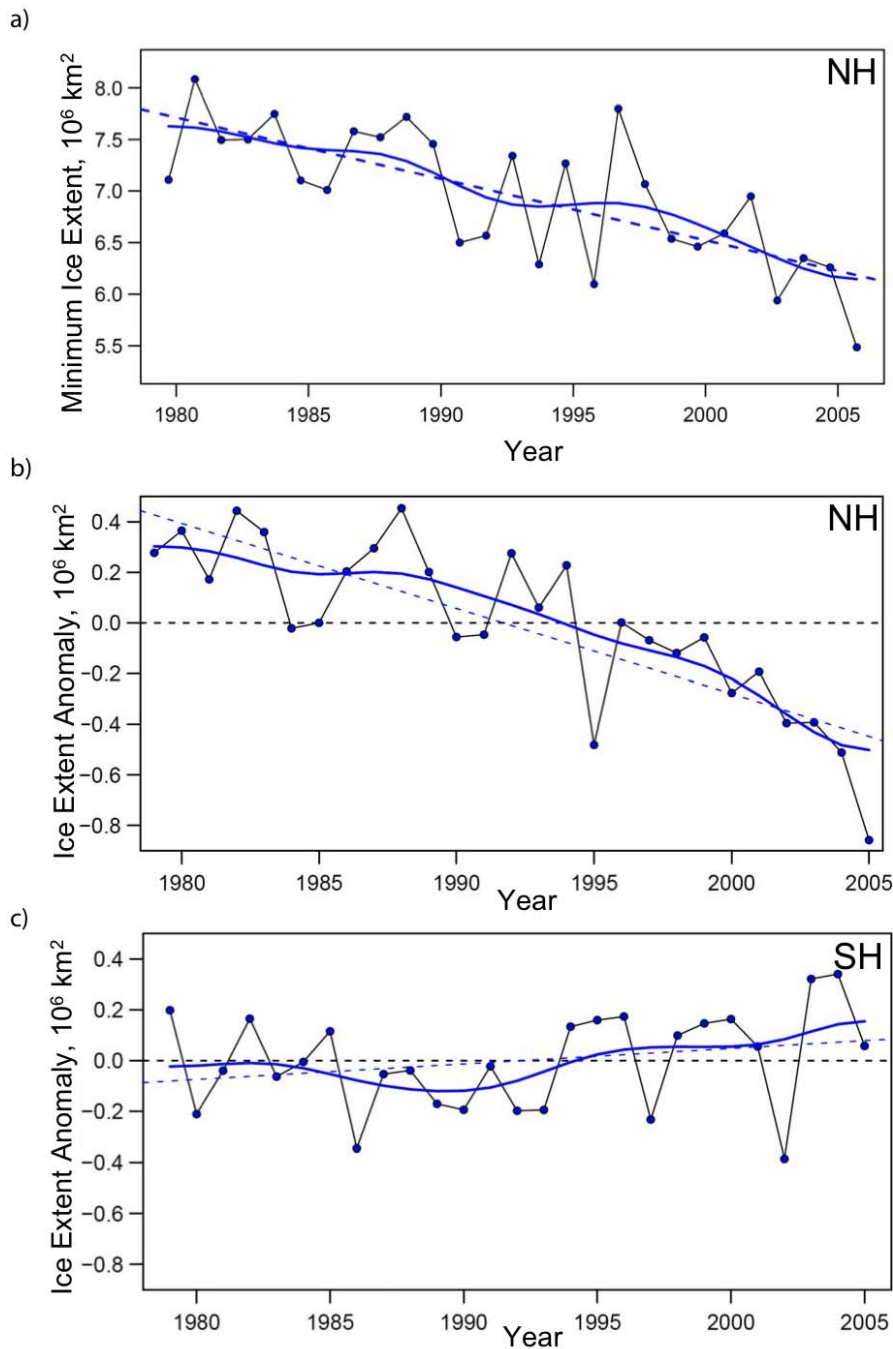 a)
NH
Minimum Ice Extent, 10⁶ km²
8.0
7.5
7.0
6.5
6.0
5.5
1980 1985 1990 1995 2000 2005
Year
b)
NH
Ice Extent Anomaly, 10⁶ km²
0.4
0.2
0.0
−0.2
−0.4
−0.6
−0.8
1980 1985 1990 1995 2000 2005
Year
c)
SH
Ice Extent Anomaly, 10⁶ km²
0.4
0.2
0.0
−0.2
−0.4
−0.6
−0.8
1980 1985 1990 1995 2000 2005
Year